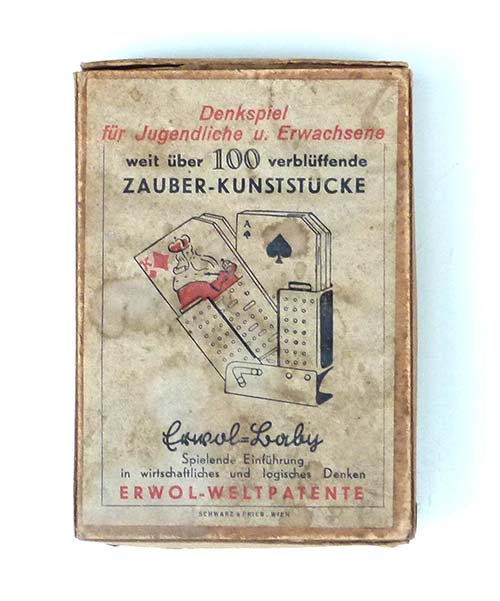 Denkspiel
für Jugendliche u. Erwachsene
weit über 100 verblüffende
ZAUBER-KUNSTSTÜCKE
K
A
Erwol=Baby
Spielende Einführung
in wirtschaftliches und logisches Denken
ERWOL-WELTPATENTE
SCHWARZ & FRIED, WIEN